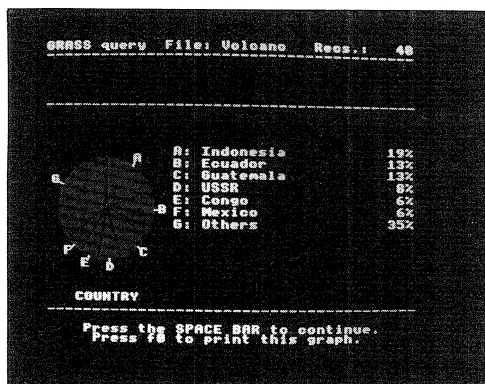 GRASS query File: Volcano Recs.: 48
A: Indonesia 19%
B: Ecuador 13%
C: Guatemala 13%
D: USSR 8%
E: Congo 6%
F: Mexico 6%
G: Others 35%
A
G
B
F
C
E
D
COUNTRY
Press the SPACE BAR to continue.
Press f0 to print this graph.